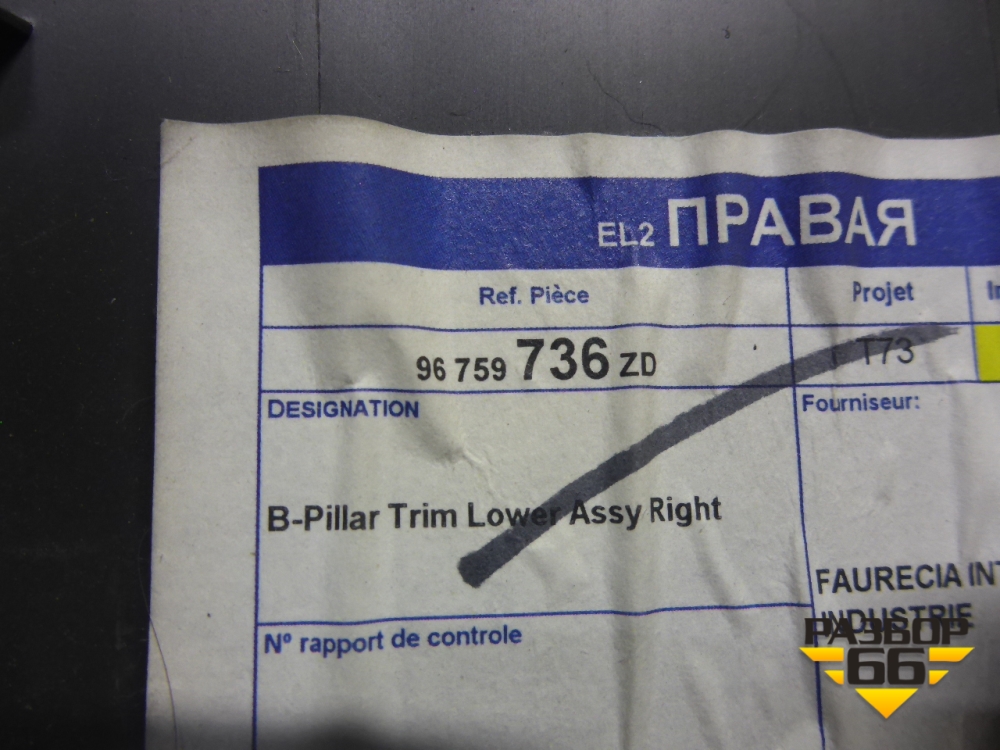 EL2 ПРАВАЯ
Ref. Pièce
Projet
96 759 736 ZD
T73
DESIGNATION
Fourniseur:
B-Pillar Trim Lower Assy Right
FAURECIA INT
INDUSTRIE
N° rapport de controle
РАЗБОР
66